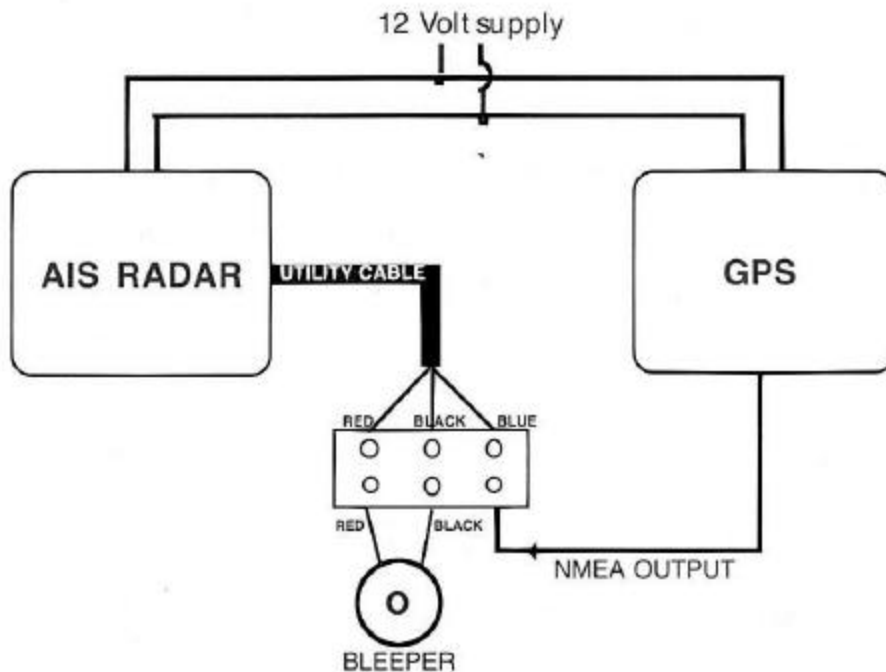 12 Volt supply
AIS RADAR
GPS
UTILITY CABLE
RED BLACK BLUE
RED BLACK
NMEA OUTPUT
BLEEPER